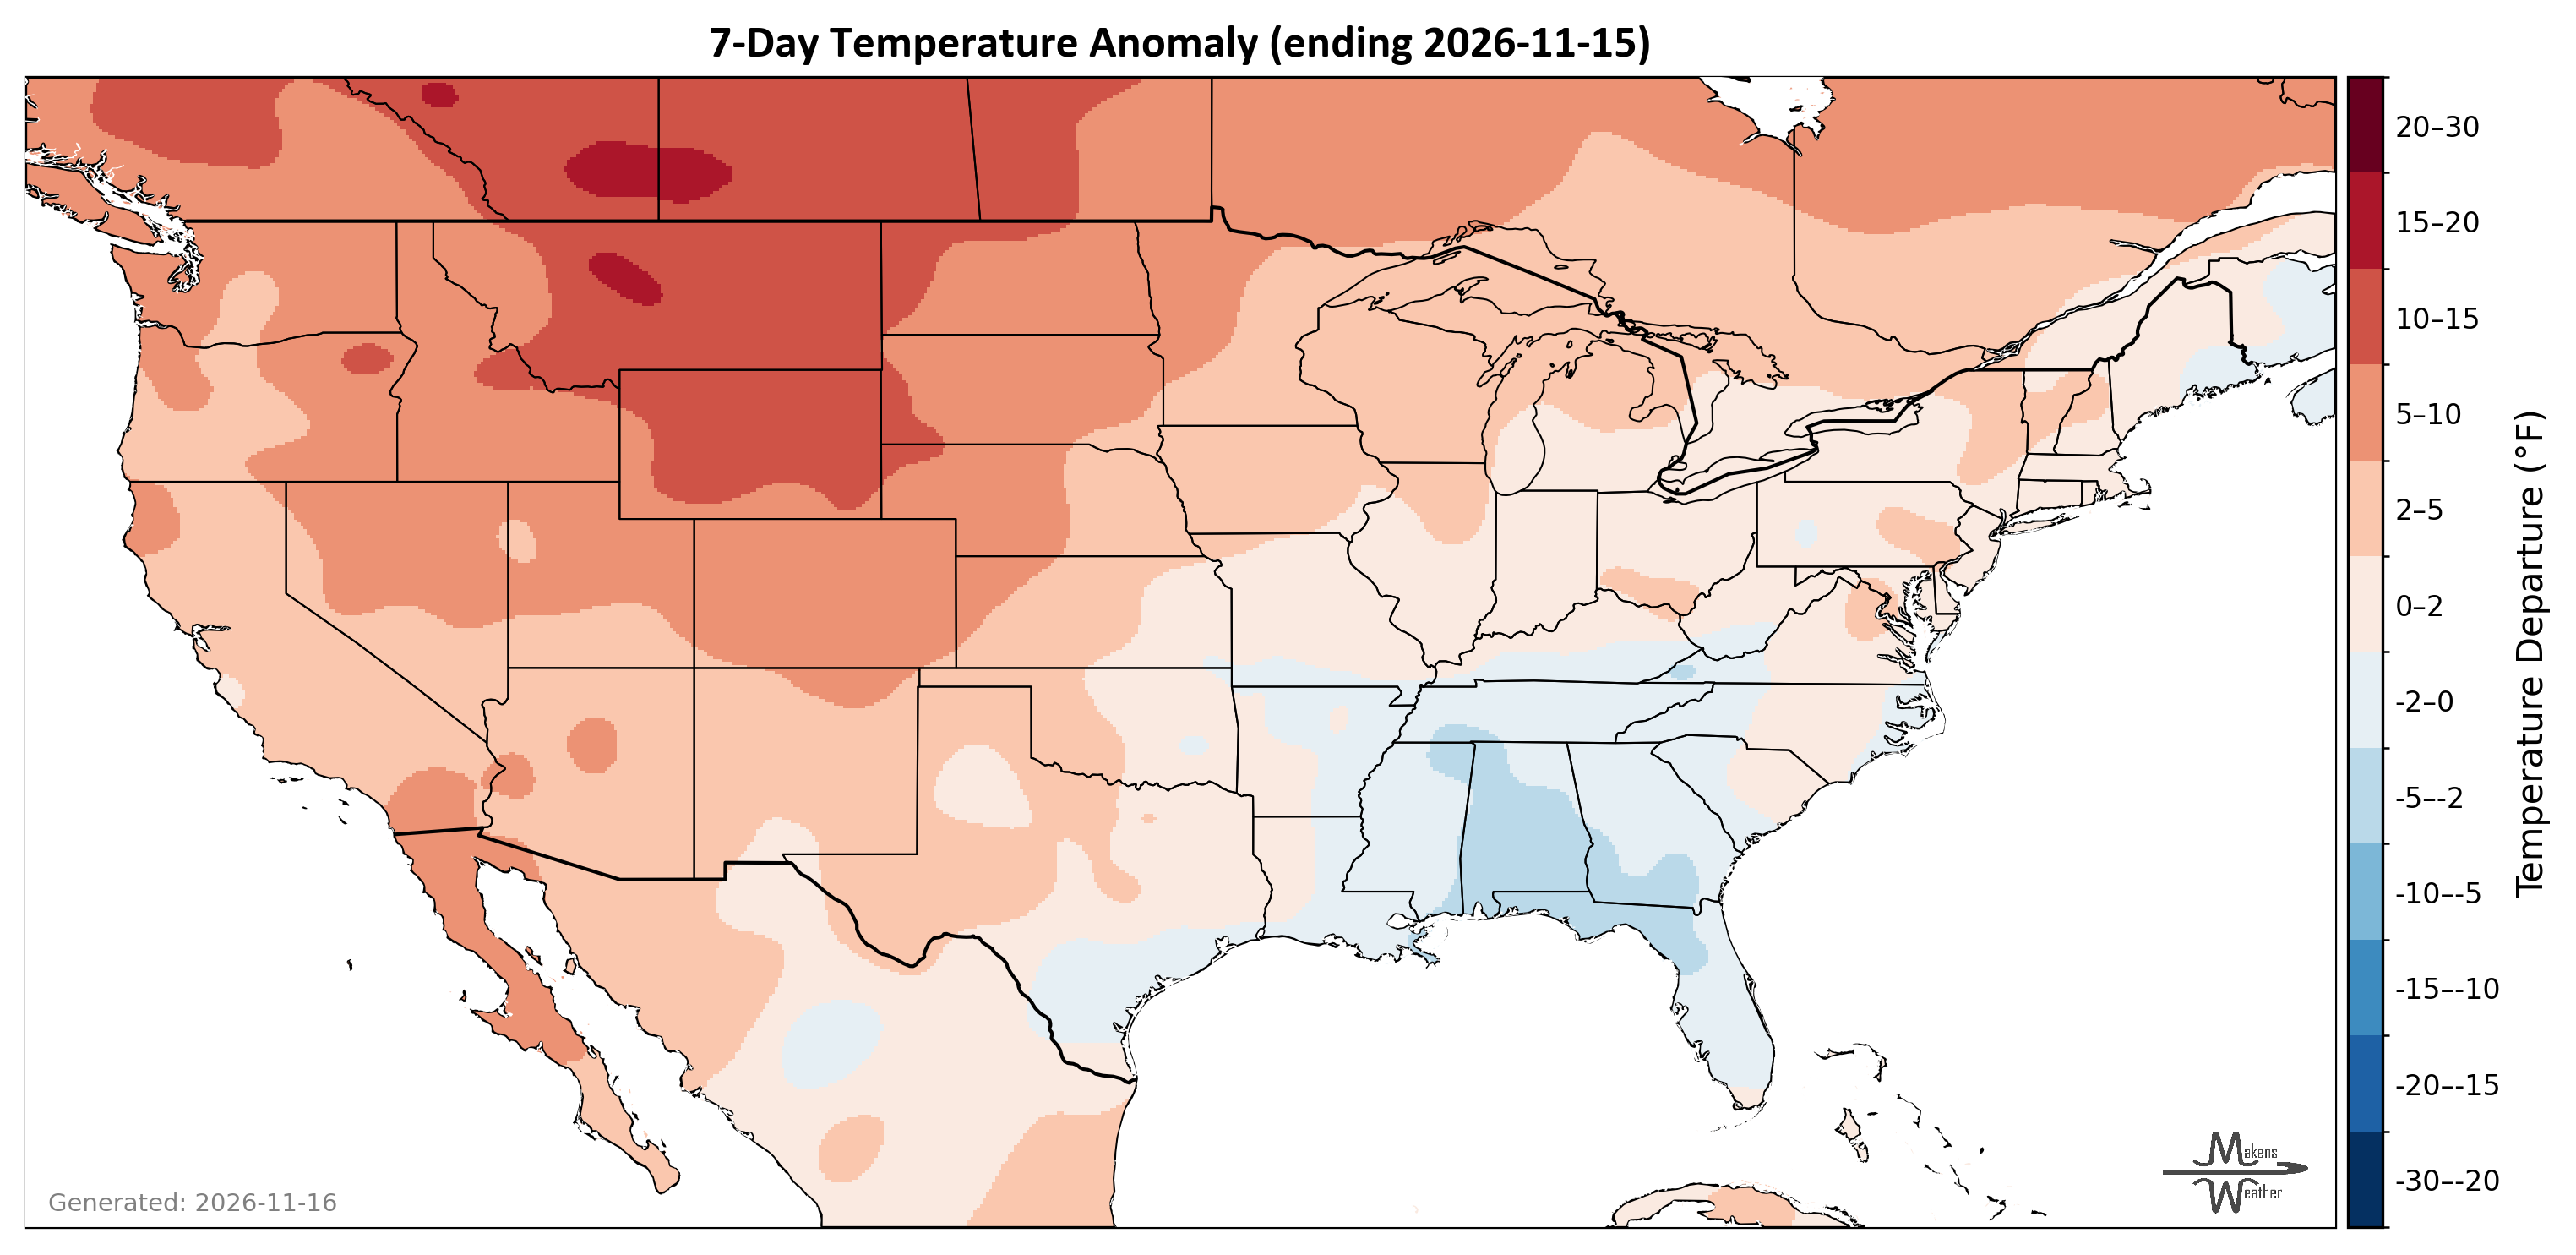 7-Day Temperature Anomaly (ending 2026-11-15)
20–30
15–20
10–15
5–10
2–5
0–2
-2–0
-5–-2
-10–-5
-15–-10
-20–-15
-30–-20
Temperature Departure (°F)
Generated: 2026-11-16
Makens
Weather